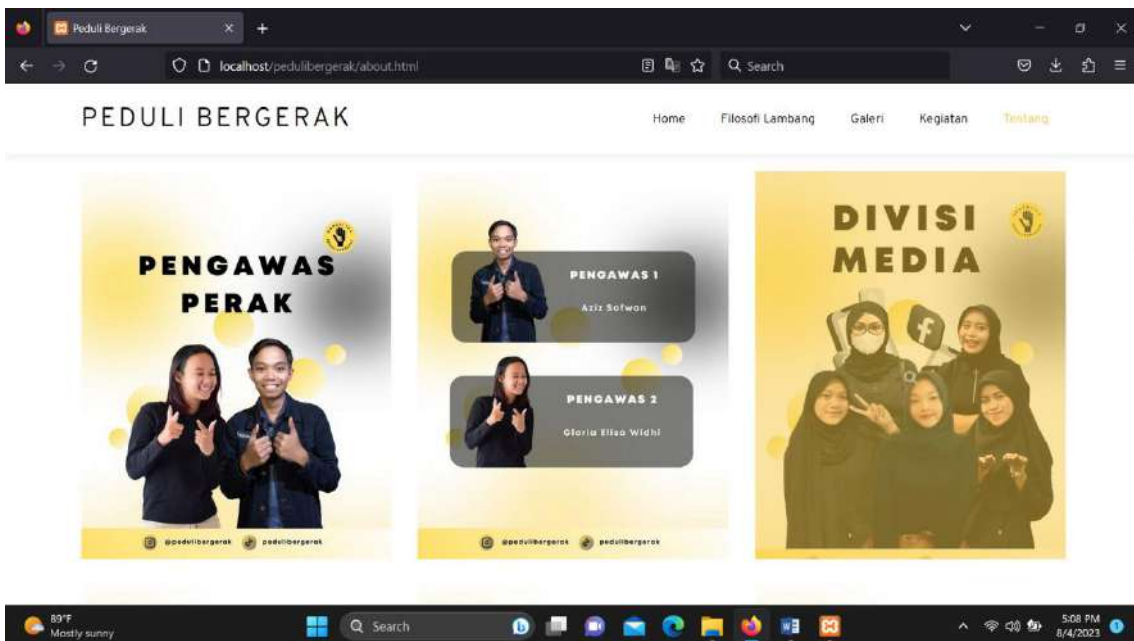 Peduli Bergerak
localhost/pedulibergerak/about.html
Search
PEDULI BERGERAK
Home Filosofi Lambang Galeri Kegiatan Tentang
PENGAWAS
PERAK
@pedulibergerak pedulibergerak
PENGAWAS 1
Aziz Sofwan
PENGAWAS 2
Gloria Elisa Widhi
@pedulibergerak pedulibergerak
DIVISI
MEDIA
89°F
Mostly sunny
Search
5:08 PM
8/4/2023
1